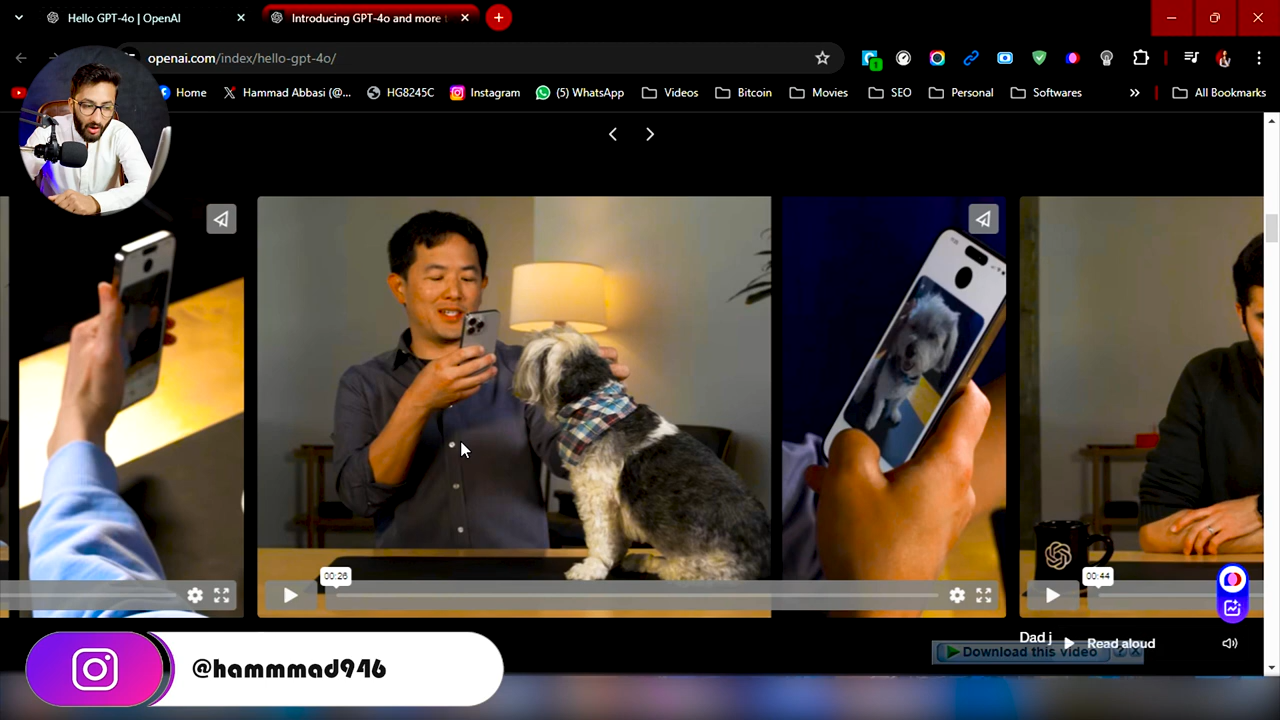 Hello GPT-4o | OpenAI
Introducing GPT-4o and more
openai.com/index/hello-gpt-4o/
Home
Hammad Abbasi (@...
HG8245C
Instagram
(5) WhatsApp
Videos
Bitcoin
Movies
SEO
Personal
Softwares
All Bookmarks
00:26
00:44
Dad j
Read aloud
Download this video
@hammmad946